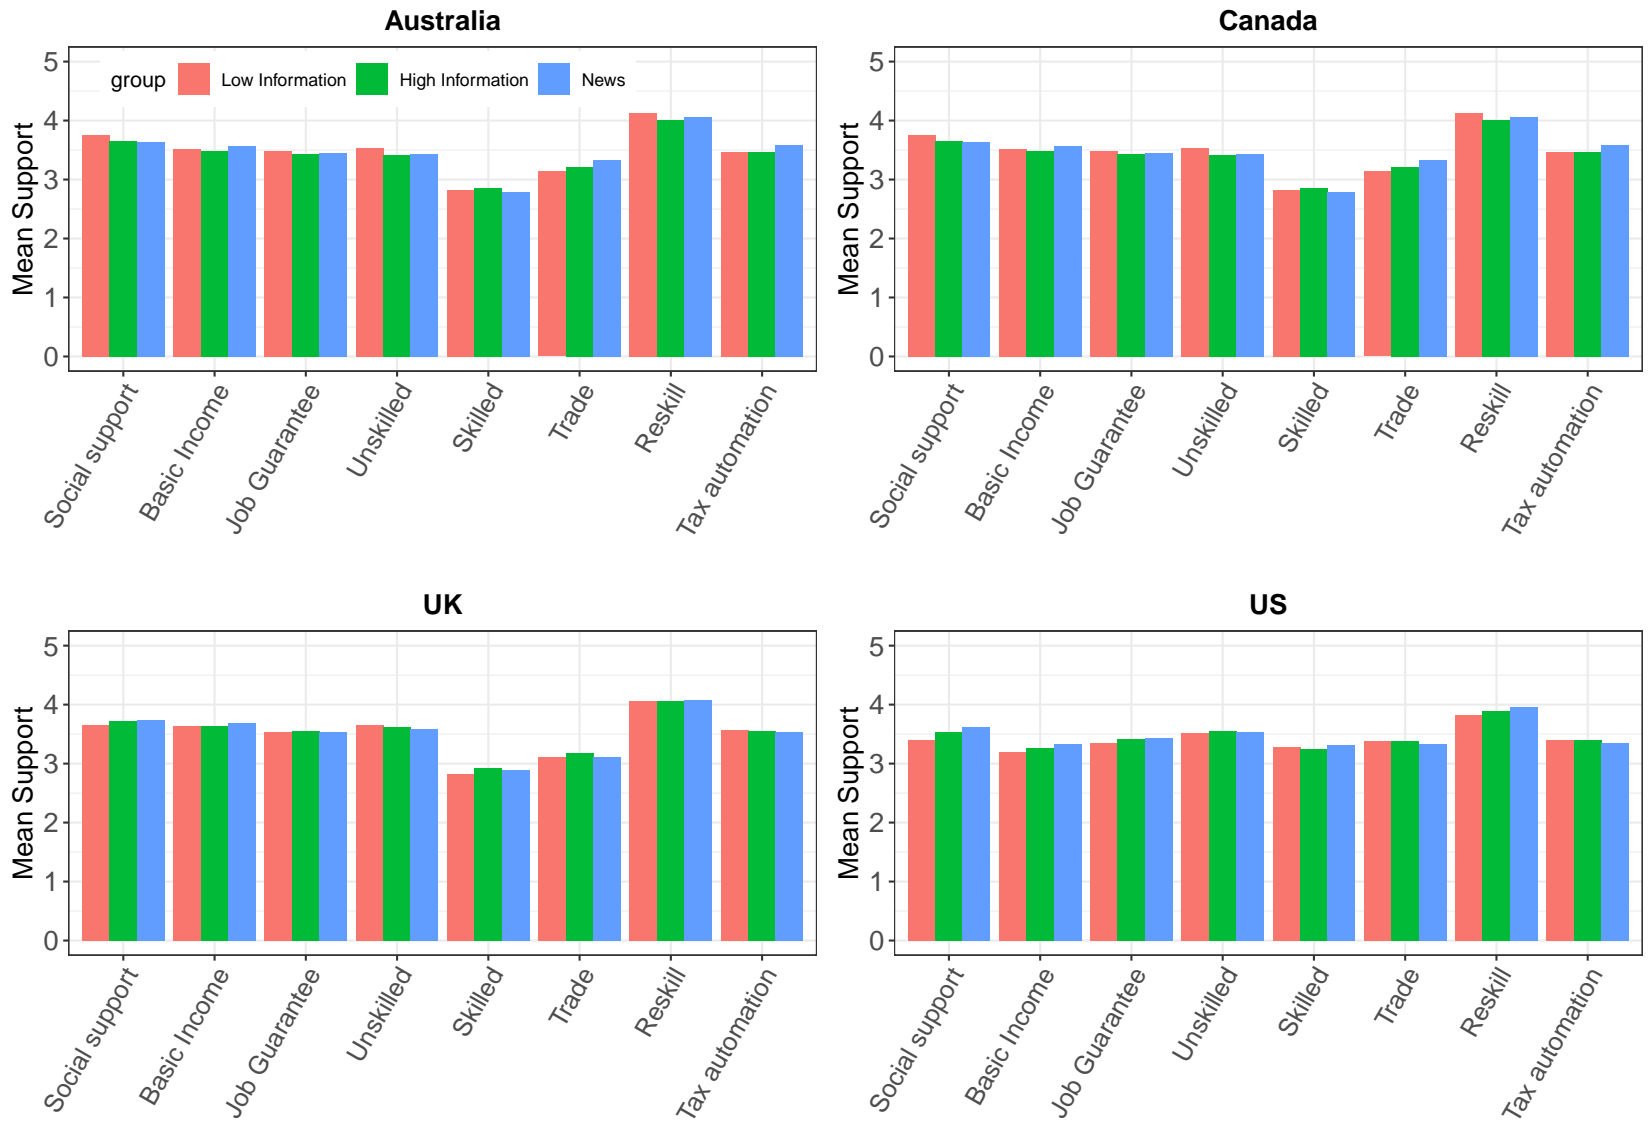 Australia
group Low Information High Information News
Mean Support
5
4
3
2
1
0
Social support
Basic Income
Job Guarantee
Unskilled
Skilled
Trade
Reskill
Tax automation
Canada
Mean Support
5
4
3
2
1
0
Social support
Basic Income
Job Guarantee
Unskilled
Skilled
Trade
Reskill
Tax automation
UK
Mean Support
5
4
3
2
1
0
Social support
Basic Income
Job Guarantee
Unskilled
Skilled
Trade
Reskill
Tax automation
US
Mean Support
5
4
3
2
1
0
Social support
Basic Income
Job Guarantee
Unskilled
Skilled
Trade
Reskill
Tax automation